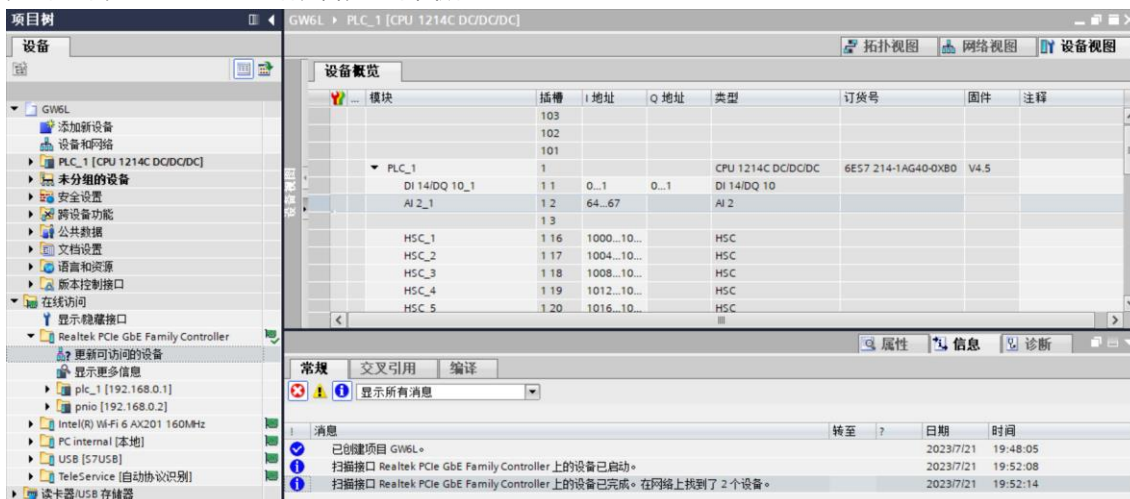 项目树
GW6L ▸ PLC_1 [CPU 1214C DC/DC/DC]
设备
拓扑视图 网络视图 设备视图
设备概览
GW6L
添加新设备
设备和网络
PLC_1 [CPU 1214C DC/DC/DC]
未分组的设备
安全设置
跨设备功能
公共数据
文档设置
语言和资源
版本控制接口
在线访问
显示/隐藏接口
Realtek PCIe GbE Family Controller
更新可访问的设备
显示更多信息
plc_1 [192.168.0.1]
pnio [192.168.0.2]
Intel(R) Wi-Fi 6 AX201 160MHz
PC internal [本地]
USB [S7USB]
TeleService [自动协议识别]
读卡器/USB 存储器
... 模块 插槽 I 地址 Q 地址 类型 订货号 固件 注释
103
102
101
PLC_1 1 CPU 1214C DC/DC/DC 6ES7 214-1AG40-0XB0 V4.5
DI 14/DQ 10_1 1 1 0...1 0...1 DI 14/DQ 10
AI 2_1 1 2 64...67 AI 2
1 3
HSC_1 1 16 1000...10... HSC
HSC_2 1 17 1004...10... HSC
HSC_3 1 18 1008...10... HSC
HSC_4 1 19 1012...10... HSC
HSC_5 1 20 1016...10... HSC
属性 信息 诊断
常规 交叉引用 编译
显示所有消息
! 消息 转至 ? 日期 时间
已创建项目 GW6L。 2023/7/21 19:48:05
扫描接口 Realtek PCIe GbE Family Controller 上的设备已启动。 2023/7/21 19:52:08
扫描接口 Realtek PCIe GbE Family Controller 上的设备已完成。在网络上找到了 2 个设备。 2023/7/21 19:52:14